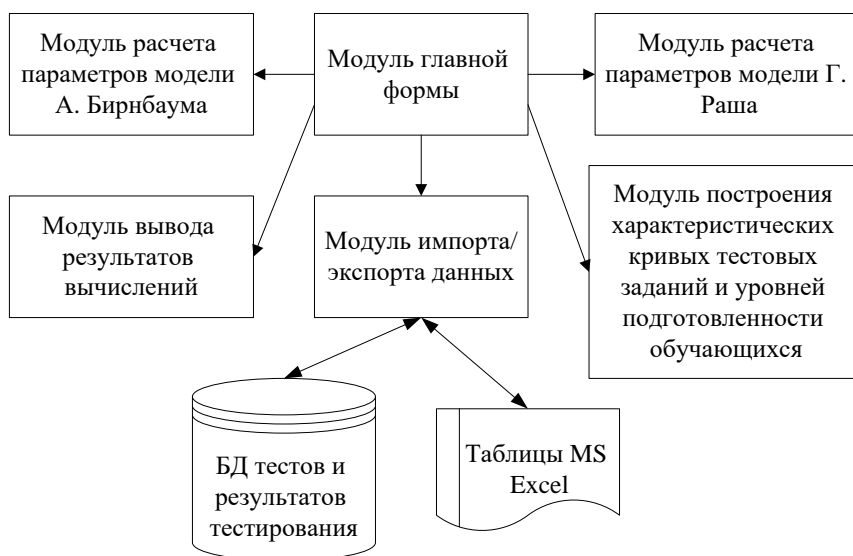 Модуль расчета
параметров модели
А. Бирнбаума
Модуль главной
формы
Модуль расчета
параметров модели Г.
Раша
Модуль вывода
результатов
вычислений
Модуль импорта/
экспорта данных
Модуль построения
характеристических
кривых тестовых
заданий и уровней
подготовленности
обучающихся
БД тестов и
результатов
тестирования
Таблицы MS
Excel